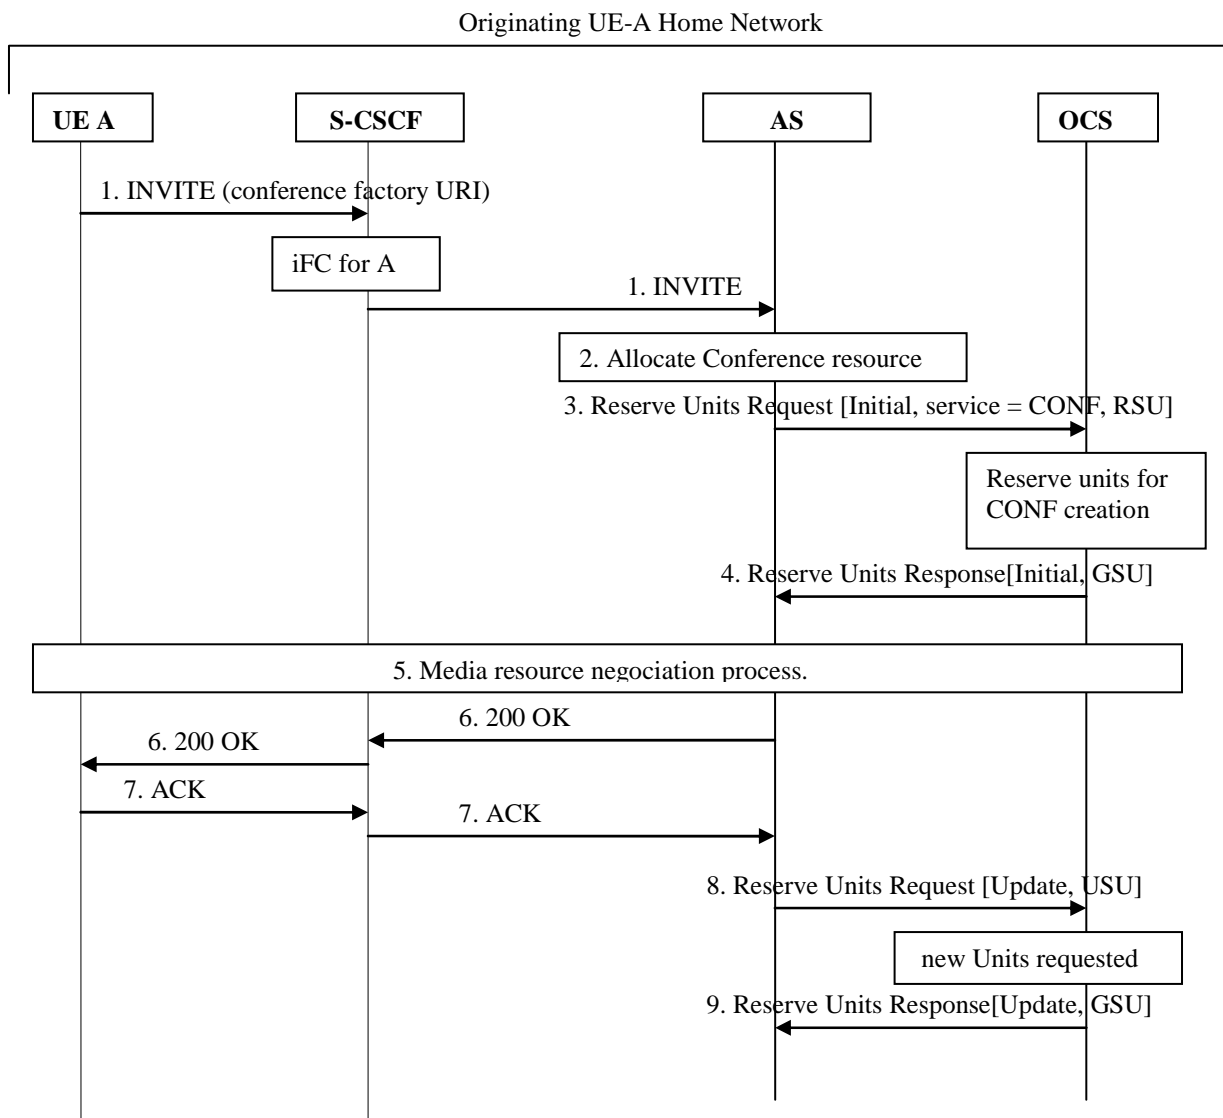 Originating UE-A Home Network
UE A
S-CSCF
AS
OCS
1. INVITE (conference factory URI)
iFC for A
1. INVITE
2. Allocate Conference resource
3. Reserve Units Request [Initial, service = CONF, RSU]
Reserve units for
CONF creation
4. Reserve Units Response[Initial, GSU]
5. Media resource negociation process.
6. 200 OK
6. 200 OK
7. ACK
7. ACK
8. Reserve Units Request [Update, USU]
new Units requested
9. Reserve Units Response[Update, GSU]